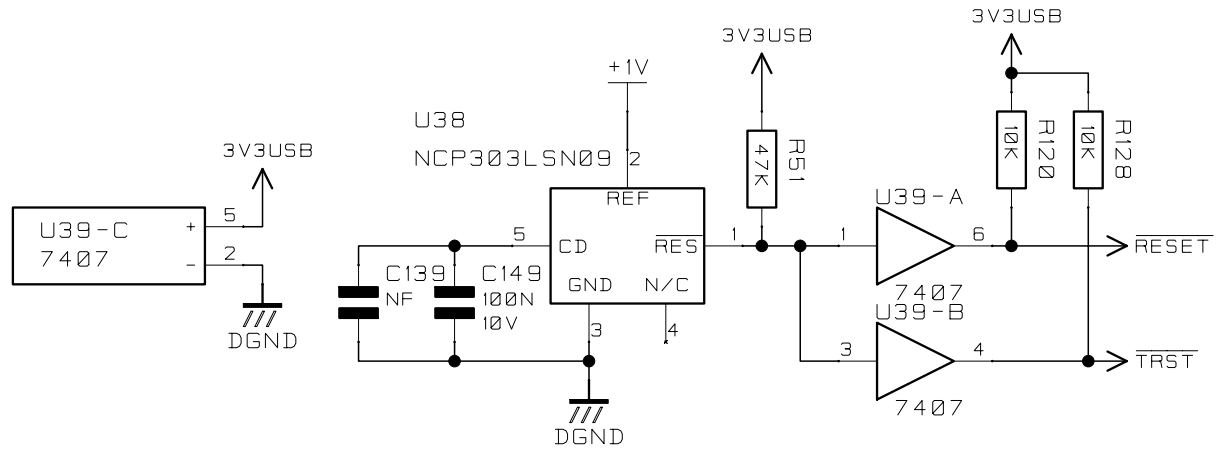 3V3USB
5
U39-C
7407
+
-
2
DGND
U38
NCP303LSN09
+1V
2
REF
5
CD
RES
1
GND
N/C
3
4
C139
NF
C149
100N
10V
DGND
3V3USB
47K
R51
U39-A
1
6
7407
U39-B
3
4
7407
3V3USB
10K
R120
10K
R128
RESET
TRST